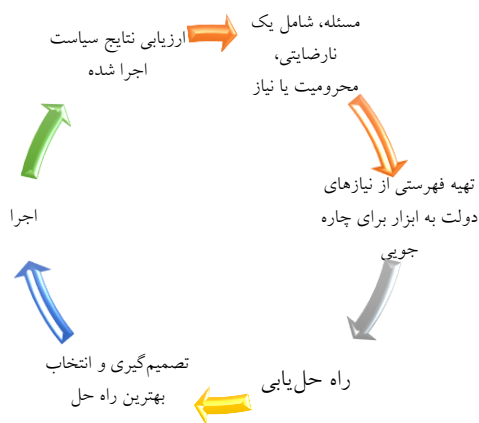 مسئله، شامل یک
نارضایتی،
محرومیت یا نیاز
تهیه فهرستی از نیازهای
دولت به ابزار برای چاره
جویی
راه حل‌یابی
تصمیم‌گیری و انتخاب
بهترین راه حل
اجرا
ارزیابی نتایج سیاست
اجرا شده